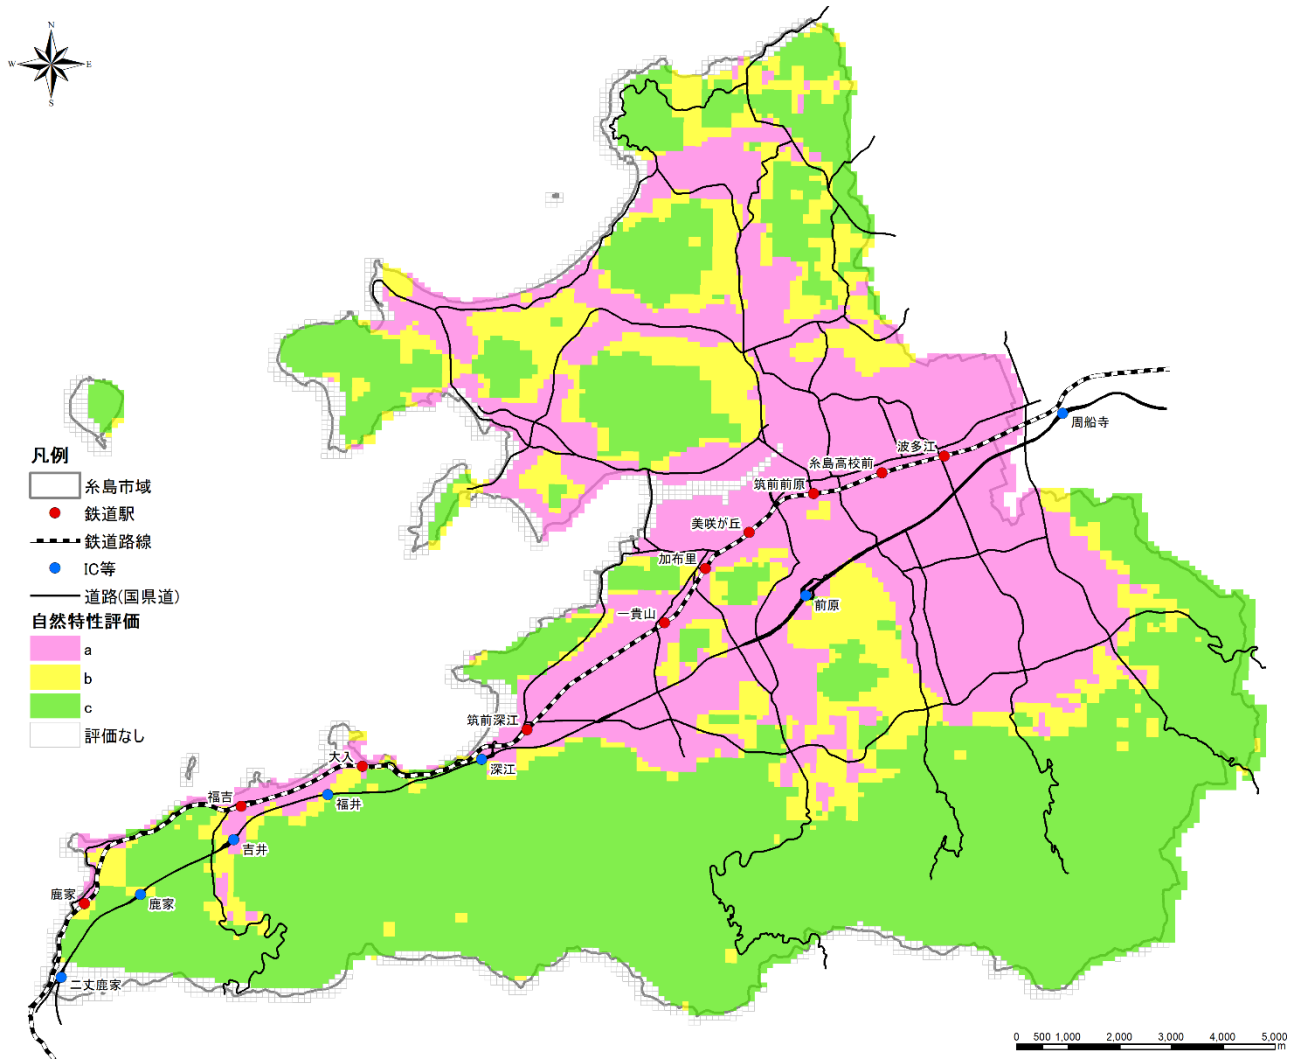 N
W
E
S
周船寺
波多江
糸島高校前
筑前前原
美咲が丘
加布里
前原
一貴山
筑前深江
深江
大入
福井
福吉
吉井
鹿家
鹿家
二丈鹿家
凡例
糸島市域
鉄道駅
鉄道路線
IC等
道路(国県道)
自然特性評価
a
b
c
評価なし
0 500 1,000 2,000 3,000 4,000 5,000
m